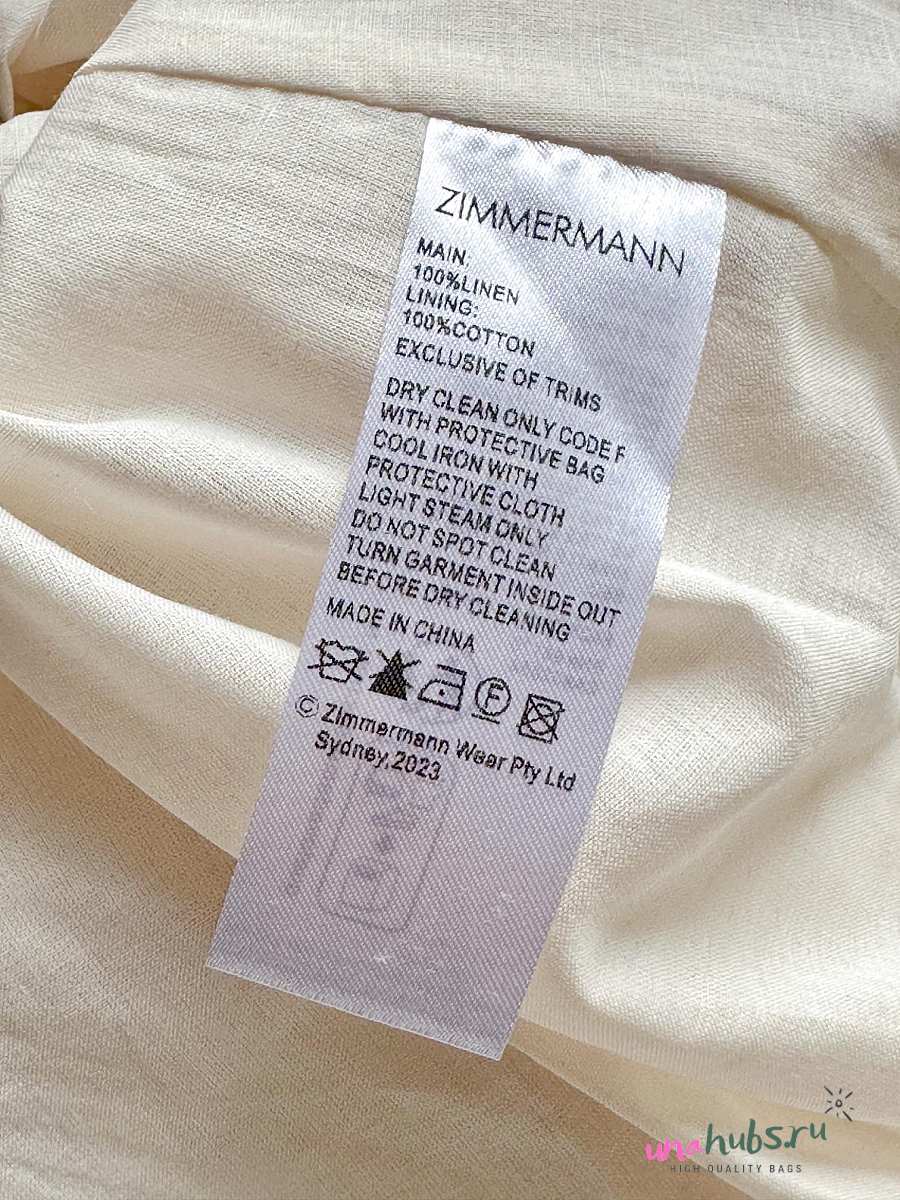 ZIMMERMANN
MAIN
100%LINEN
LINING:
100%COTTON
EXCLUSIVE OF TRIMS
DRY CLEAN ONLY CODE F
WITH PROTECTIVE BAG
COOL IRON WITH
PROTECTIVE CLOTH
LIGHT STEAM ONLY
DO NOT SPOT CLEAN
TURN GARMENT INSIDE OUT
BEFORE DRY CLEANING
MADE IN CHINA
F
© Zimmermann Wear Pty Ltd
Sydney,2023
unahubs.ru
HIGH QUALITY BAGS